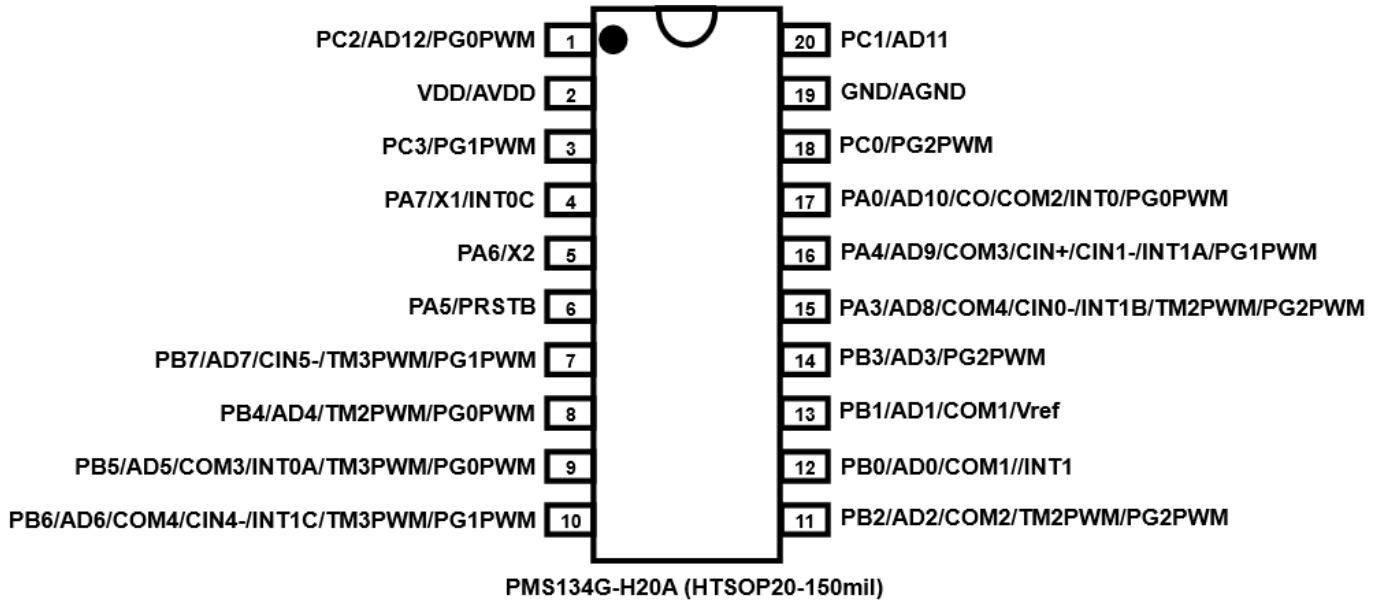 PC2/AD12/PG0PWM 1 20 PC1/AD11
VDD/AVDD 2 19 GND/AGND
PC3/PG1PWM 3 18 PC0/PG2PWM
PA7/X1/INT0C 4 17 PA0/AD10/CO/COM2/INT0/PG0PWM
PA6/X2 5 16 PA4/AD9/COM3/CIN+/CIN1-/INT1A/PG1PWM
PA5/PRSTB 6 15 PA3/AD8/COM4/CIN0-/INT1B/TM2PWM/PG2PWM
PB7/AD7/CIN5-/TM3PWM/PG1PWM 7 14 PB3/AD3/PG2PWM
PB4/AD4/TM2PWM/PG0PWM 8 13 PB1/AD1/COM1/Vref
PB5/AD5/COM3/INT0A/TM3PWM/PG0PWM 9 12 PB0/AD0/COM1//INT1
PB6/AD6/COM4/CIN4-/INT1C/TM3PWM/PG1PWM 10 11 PB2/AD2/COM2/TM2PWM/PG2PWM
PMS134G-H20A (HTSOP20-150mil)